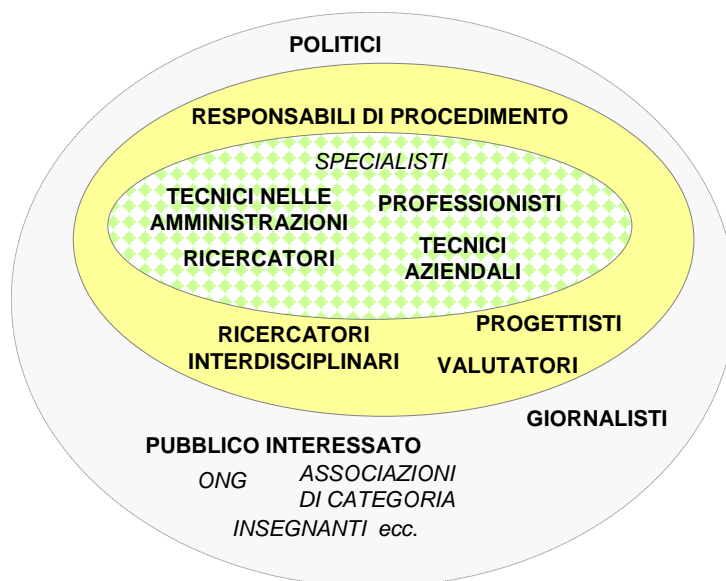 POLITICI
RESPONSABILI DI PROCEDIMENTO
SPECIALISTI
TECNICI NELLE
AMMINISTRAZIONI
PROFESSIONISTI
RICERCATORI
TECNICI
AZIENDALI
RICERCATORI
INTERDISCIPLINARI
PROGETTISTI
VALUTATORI
GIORNALISTI
PUBBLICO INTERESSATO
ONG
ASSOCIAZIONI
DI CATEGORIA
INSEGNANTI ecc.